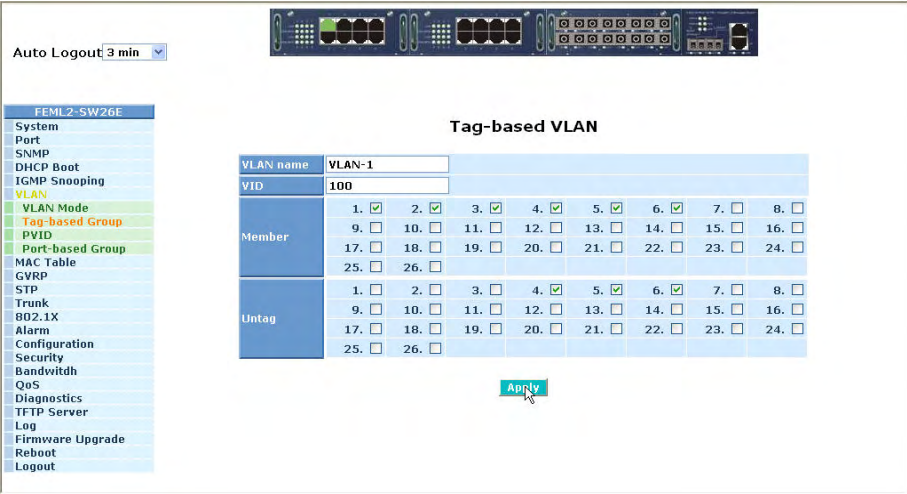 Auto Logout 3 min
FEML2-SW26E
System
Port
SNMP
DHCP Boot
IGMP Snooping
VLAN
VLAN Mode
Tag-based Group
PVID
Port-based Group
MAC Table
GVRP
STP
Trunk
802.1X
Alarm
Configuration
Security
Bandwitdh
QoS
Diagnostics
TFTP Server
Log
Firmware Upgrade
Reboot
Logout
Tag-based VLAN
VLAN name VLAN-1
VID 100
Member
1. 2. 3. 4. 5. 6. 7. 8.
9. 10. 11. 12. 13. 14. 15. 16.
17. 18. 19. 20. 21. 22. 23. 24.
25. 26.
Untag
1. 2. 3. 4. 5. 6. 7. 8.
9. 10. 11. 12. 13. 14. 15. 16.
17. 18. 19. 20. 21. 22. 23. 24.
25. 26.
Apply